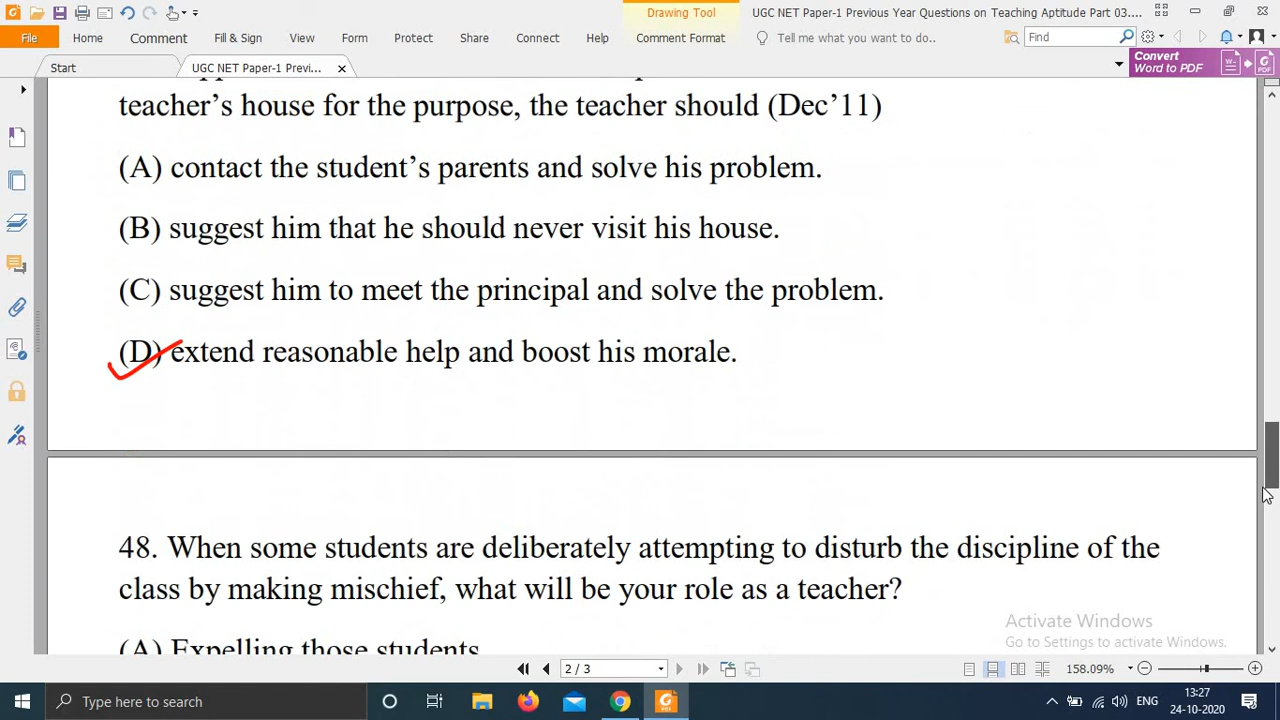 Drawing Tool
UGC NET Paper-1 Previous Year Questions on Teaching Aptitude Part 03....
File Home Comment Fill & Sign View Form Protect Share Connect Help Comment Format Tell me what you want to do.. Find
Start UGC NET Paper-1 Previ... Convert
Word to PDF
teacher’s house for the purpose, the teacher should (Dec’11)
(A) contact the student’s parents and solve his problem.
(B) suggest him that he should never visit his house.
(C) suggest him to meet the principal and solve the problem.
(D) extend reasonable help and boost his morale.
48. When some students are deliberately attempting to disturb the discipline of the
class by making mischief, what will be your role as a teacher?
(A) Expelling those students
Activate Windows
Go to Settings to activate Windows.
2 / 3 158.09%
Type here to search ENG 13:27
24-10-2020